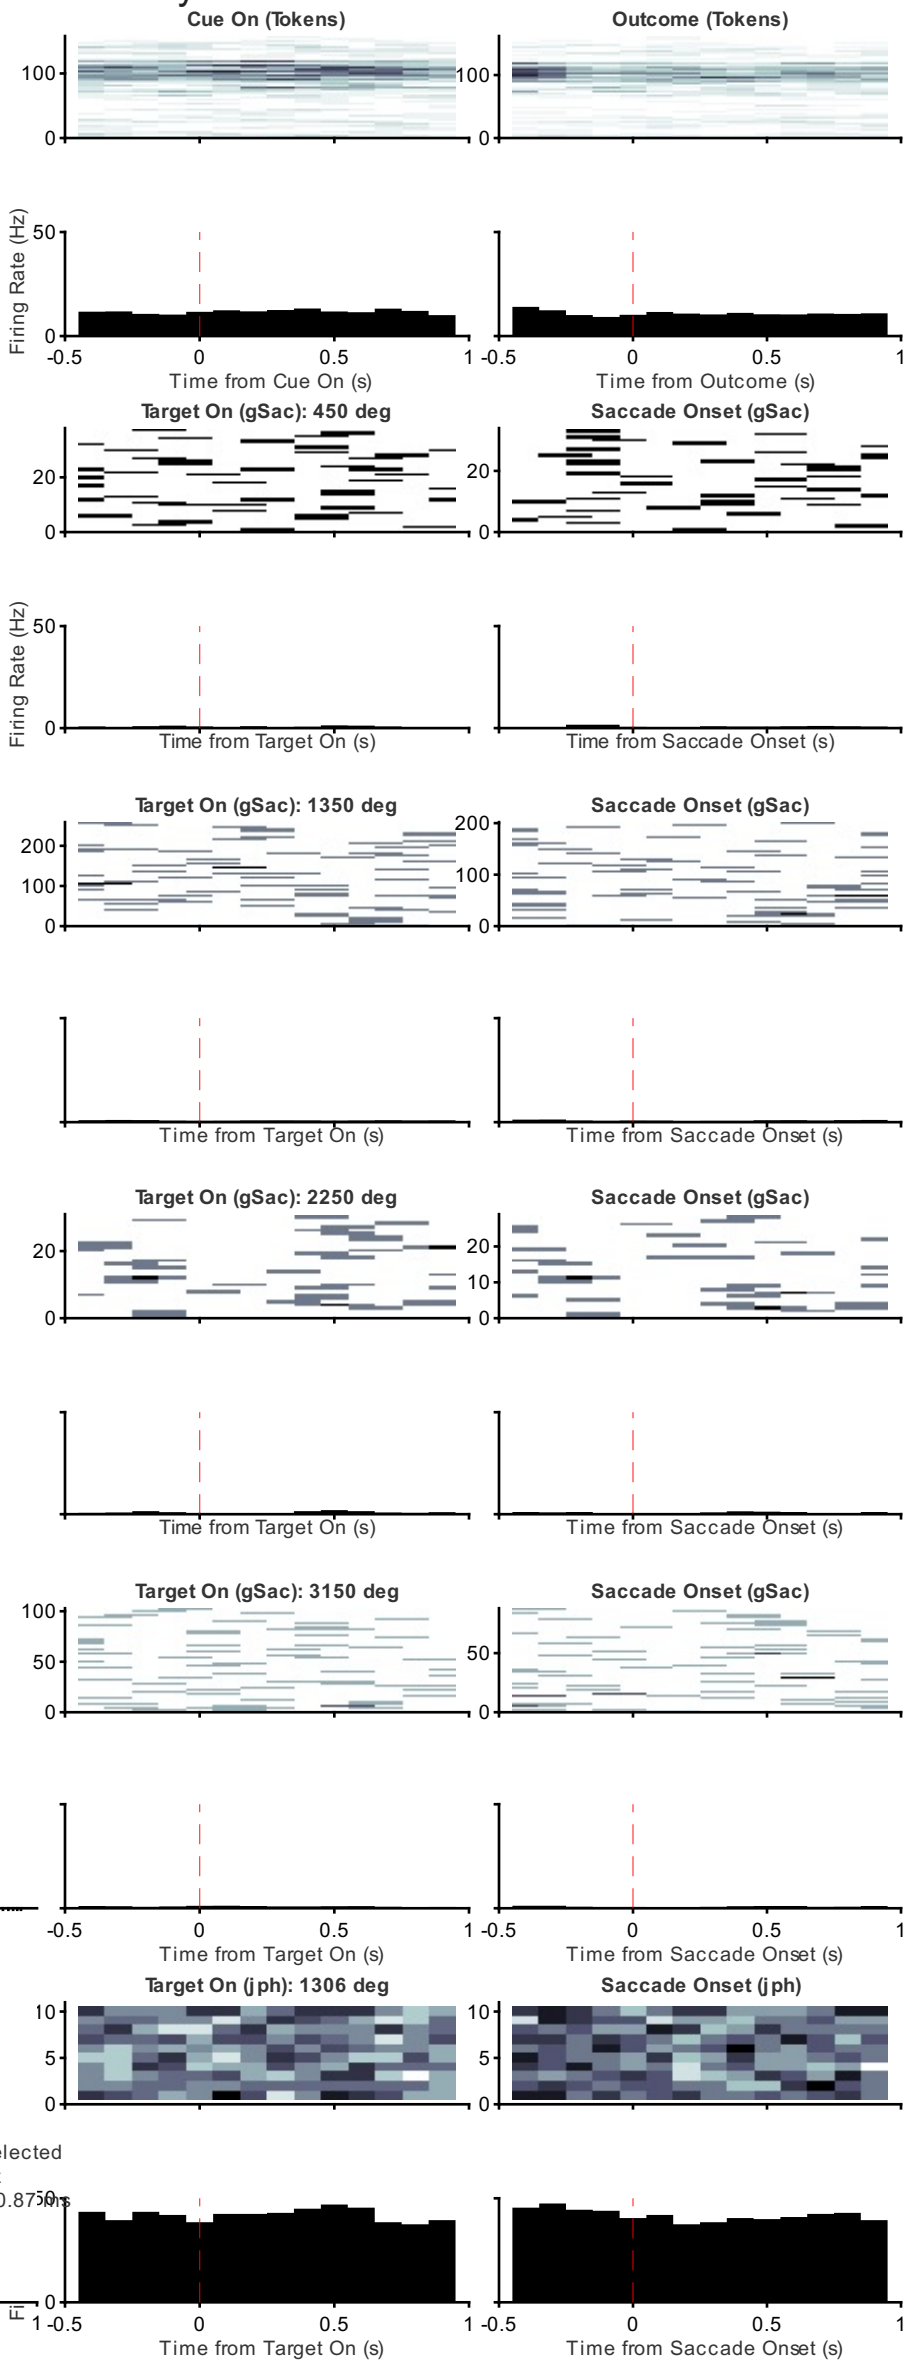 y
Cue On (Tokens) Outcome (Tokens)
100 100
0 0
Firing Rate (Hz)
50
0
-0.5 0 0.5 1 -0.5 0 0.5 1
Time from Cue On (s) Time from Outcome (s)
Target On (gSac): 450 deg Saccade Onset (gSac)
20 20
0 0
Firing Rate (Hz)
50
0
Time from Target On (s) Time from Saccade Onset (s)
Target On (gSac): 1350 deg Saccade Onset (gSac)
200 200
100 100
0 0
Time from Target On (s) Time from Saccade Onset (s)
Target On (gSac): 2250 deg Saccade Onset (gSac)
20 20
10
0 0
Time from Target On (s) Time from Saccade Onset (s)
Target On (gSac): 3150 deg Saccade Onset (gSac)
100
50 50
0 0
-0.5 0 0.5 1 -0.5 0 0.5 1
Time from Target On (s) Time from Saccade Onset (s)
Target On (jph): 1306 deg Saccade Onset (jph)
10 10
5 5
0 0
elected
0.87 ms
50
0
Fi
1 -0.5 0 0.5 1 -0.5 0 0.5 1
Time from Target On (s) Time from Saccade Onset (s)